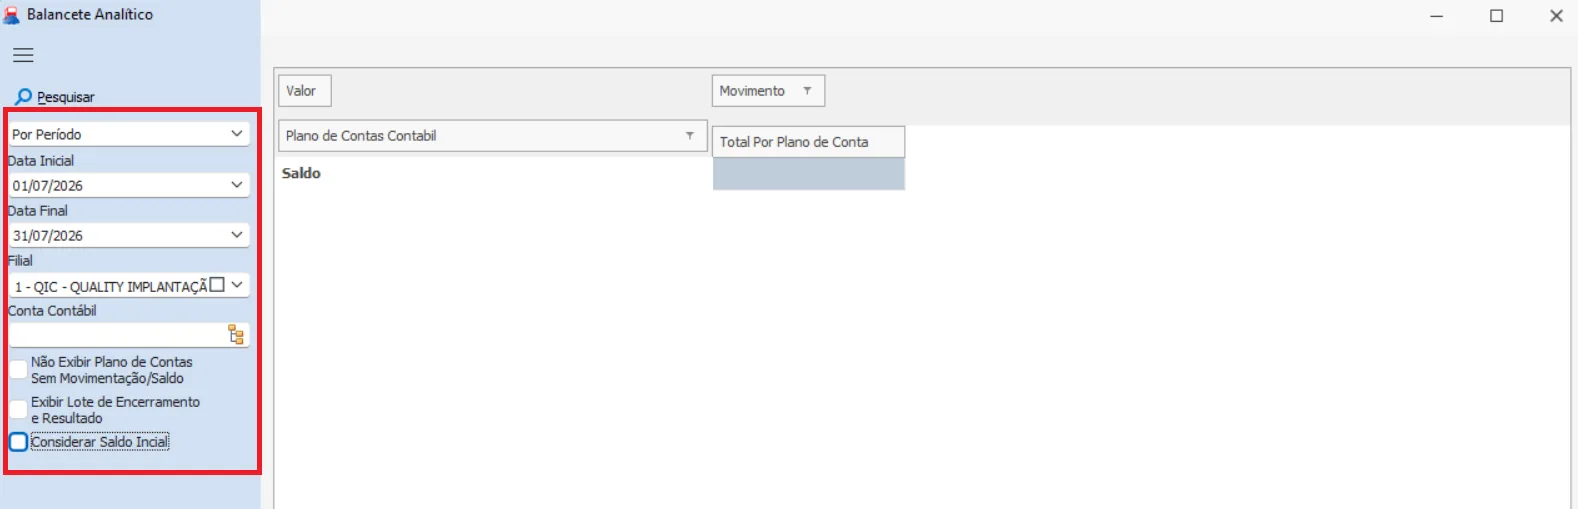 Balancete Analítico
Pesquisar
Por Período
Data Inicial
01/07/2026
Data Final
31/07/2026
Filial
1 - QIC - QUALITY IMPLANTAÇÃ
Conta Contábil
Não Exibir Plano de Contas
Sem Movimentação/Saldo
Exibir Lote de Encerramento
e Resultado
Considerar Saldo Incial
Valor
Movimento
Plano de Contas Contabil
Total Por Plano de Conta
Saldo